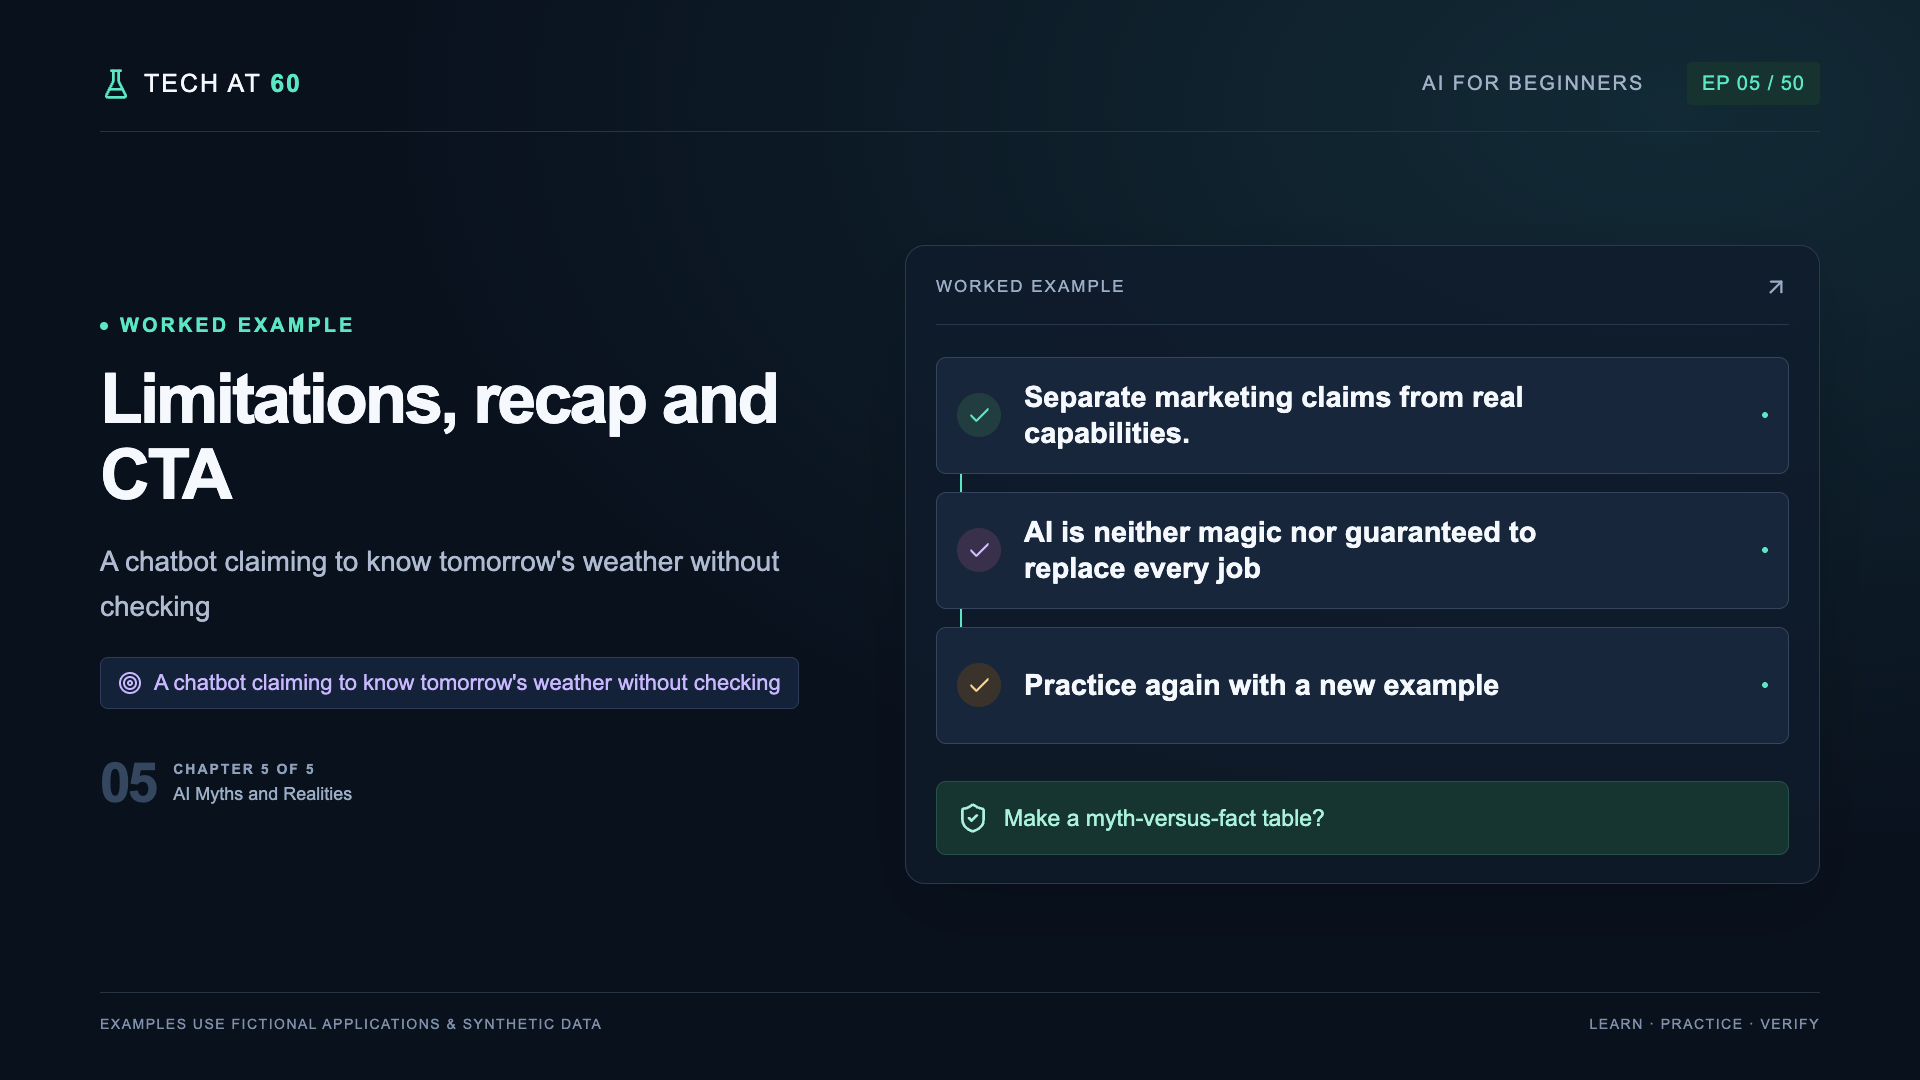 TECH AT 60
AI FOR BEGINNERS
EP 05 / 50
WORKED EXAMPLE
Limitations, recap and
CTA
A chatbot claiming to know tomorrow's weather without
checking
A chatbot claiming to know tomorrow's weather without checking
05
CHAPTER 5 OF 5
AI Myths and Realities
WORKED EXAMPLE
Separate marketing claims from real
capabilities.
AI is neither magic nor guaranteed to
replace every job
Practice again with a new example
Make a myth-versus-fact table?
EXAMPLES USE FICTIONAL APPLICATIONS & SYNTHETIC DATA
LEARN · PRACTICE · VERIFY